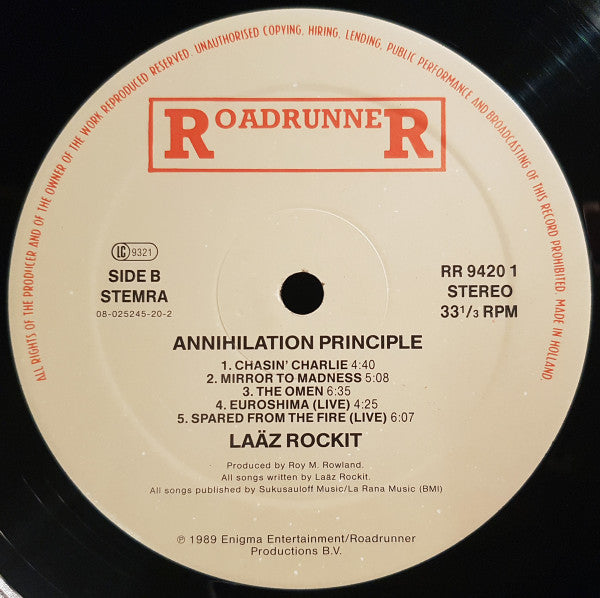 ALL RIGHTS OF THE PRODUCER AND OF THE OWNER OF THE WORK REPRODUCED RESERVED. UNAUTHORISED COPYING, HIRING, LENDING, PUBLIC PERFORMANCE AND BROADCASTING OF THIS RECORD PROHIBITED. MADE IN HOLLAND.
ROADRUNNER
LC 9321
SIDE B
STEMRA
08-025245-20-2
RR 9420 1
STEREO
33 1/3 RPM
ANNIHILATION PRINCIPLE
1. CHASIN' CHARLIE 4:40
2. MIRROR TO MADNESS 5:08
3. THE OMEN 6:35
4. EUROSHIMA (LIVE) 4:25
5. SPARED FROM THE FIRE (LIVE) 6:07
LAÄZ ROCKIT
Produced by Roy M. Rowland.
All songs written by Laäz Rockit.
All songs published by Sukusauloff Music/La Rana Music (BMI)
℗ 1989 Enigma Entertainment/Roadrunner
Productions B.V.